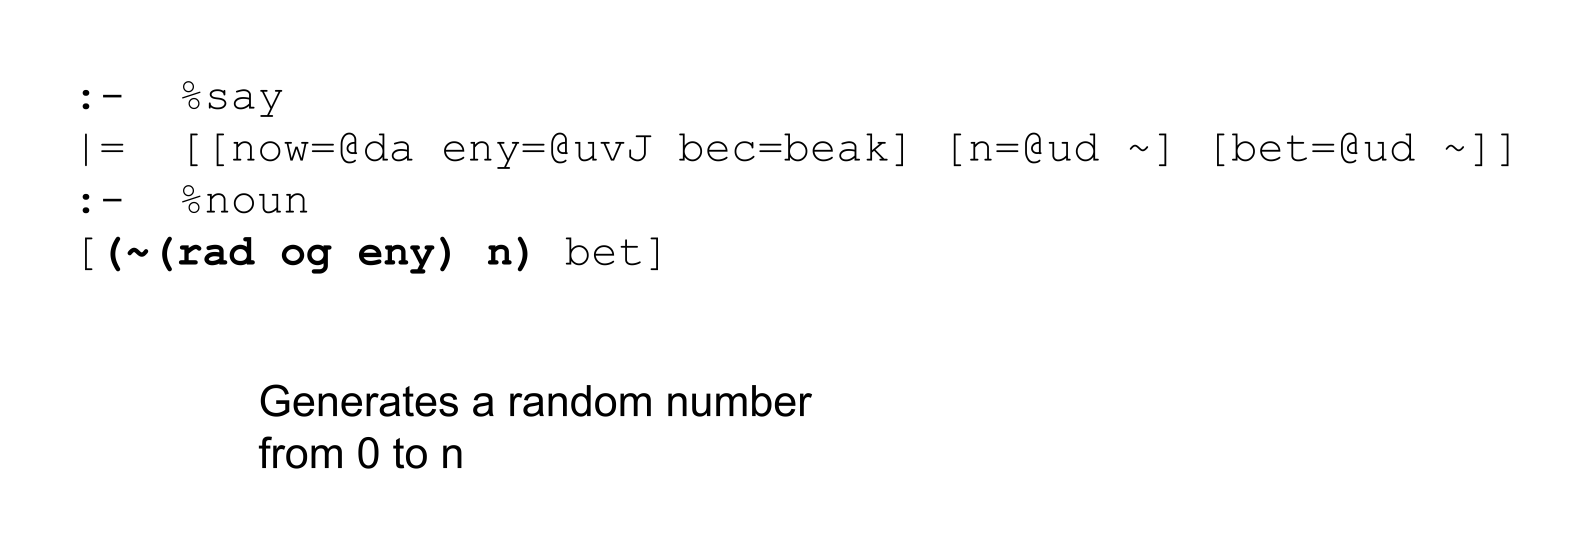 :-  %say
|=  [[now=@da eny=@uvJ bec=beak] [n=@ud ~] [bet=@ud ~]]
:-  %noun
[(~(rad og eny) n) bet]
Generates a random number
from 0 to n